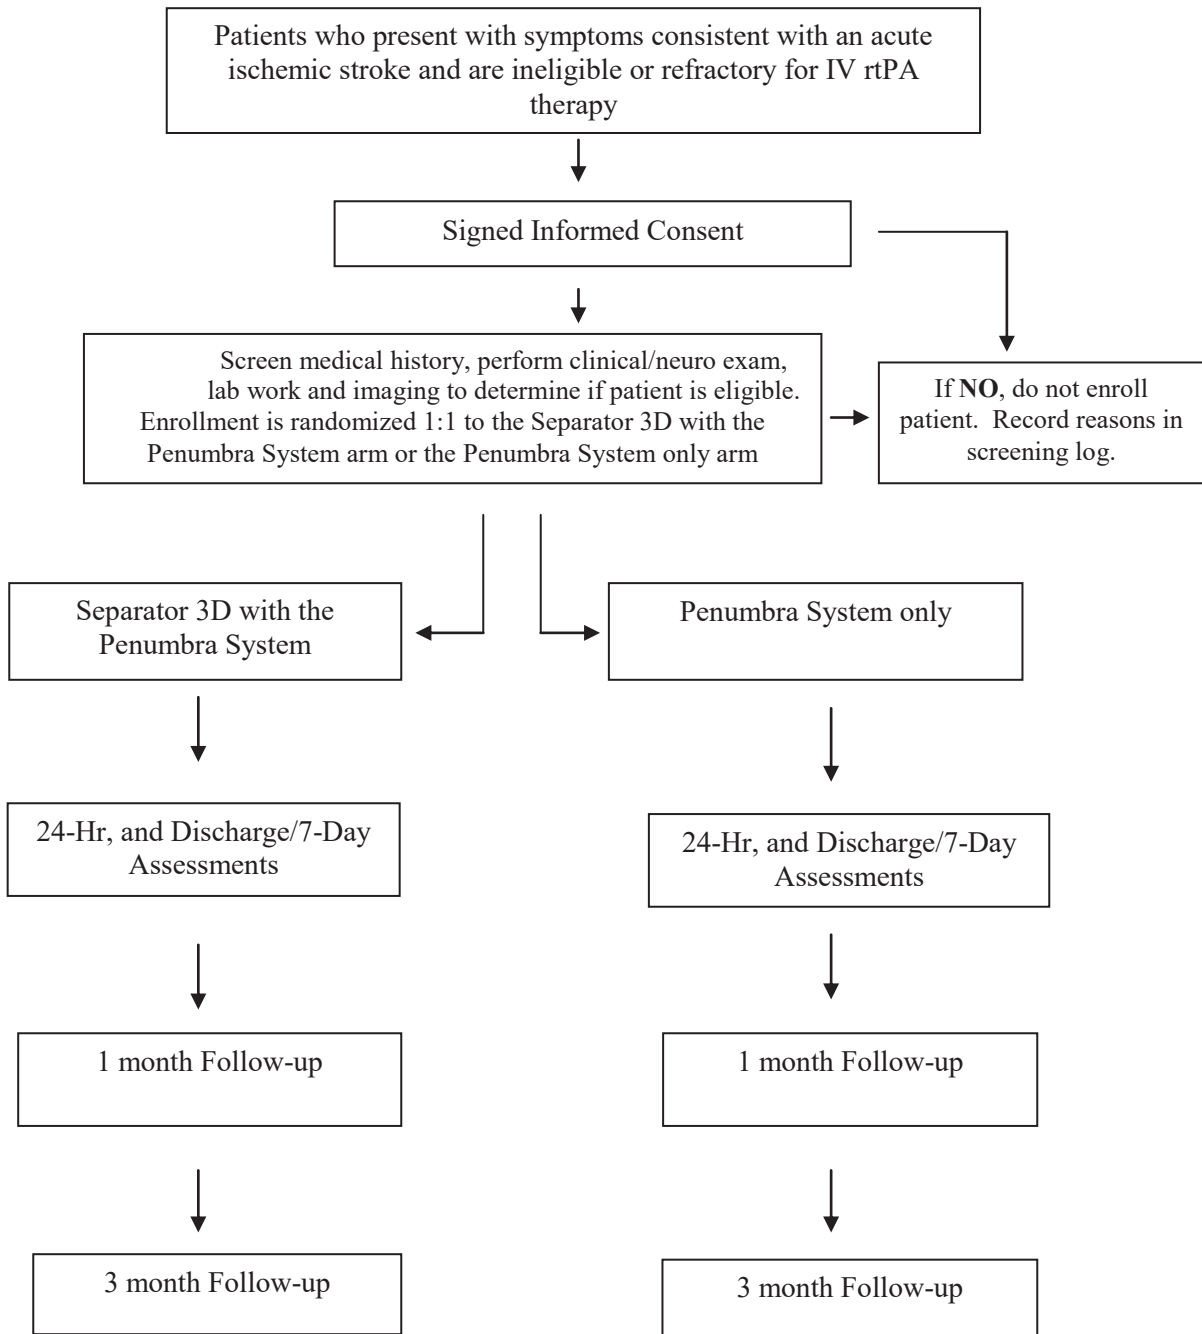 Patients who present with symptoms consistent with an acute
ischemic stroke and are ineligible or refractory for IV rtPA
therapy
Signed Informed Consent
Screen medical history, perform clinical/neuro exam,
lab work and imaging to determine if patient is eligible.
Enrollment is randomized 1:1 to the Separator 3D with the
Penumbra System arm or the Penumbra System only arm
If NO, do not enroll
patient. Record reasons in
screening log.
Separator 3D with the
Penumbra System
Penumbra System only
24-Hr, and Discharge/7-Day
Assessments
24-Hr, and Discharge/7-Day
Assessments
1 month Follow-up
1 month Follow-up
3 month Follow-up
3 month Follow-up